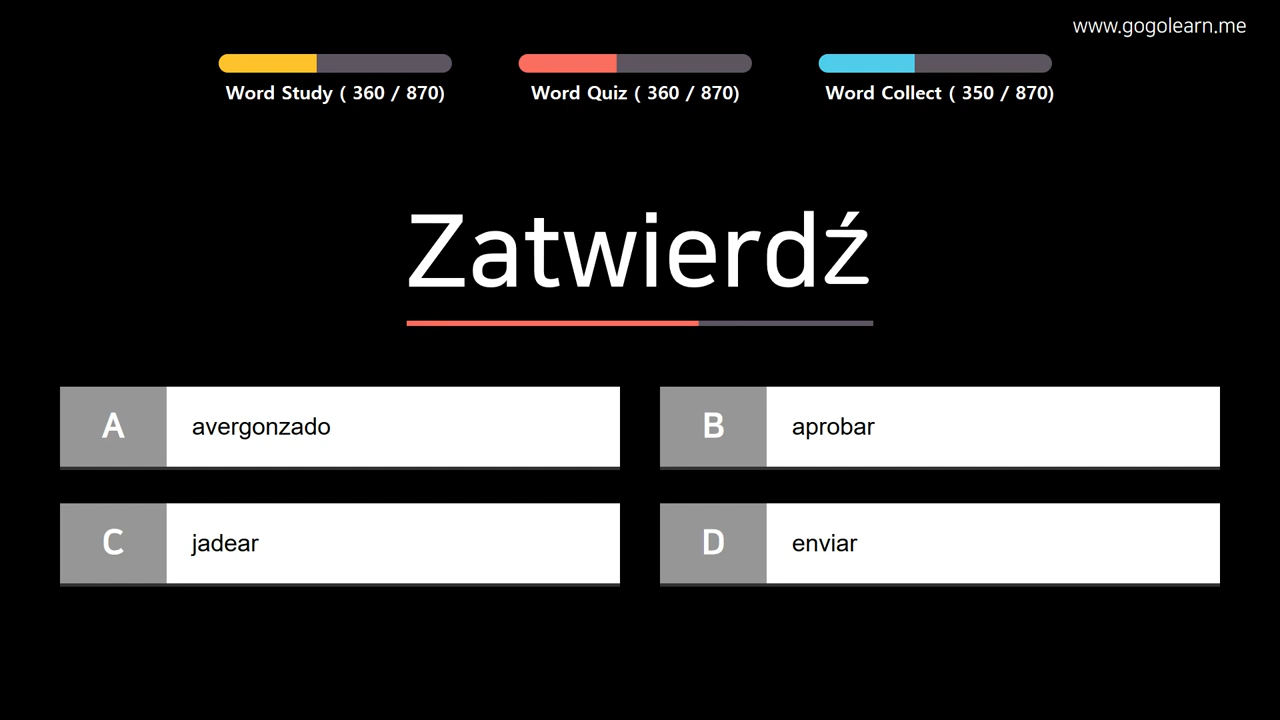 www.gogolearn.me
Word Study ( 360 / 870)
Word Quiz ( 360 / 870)
Word Collect ( 350 / 870)
Zatwierdź
A avergonzado
B aprobar
C jadear
D enviar